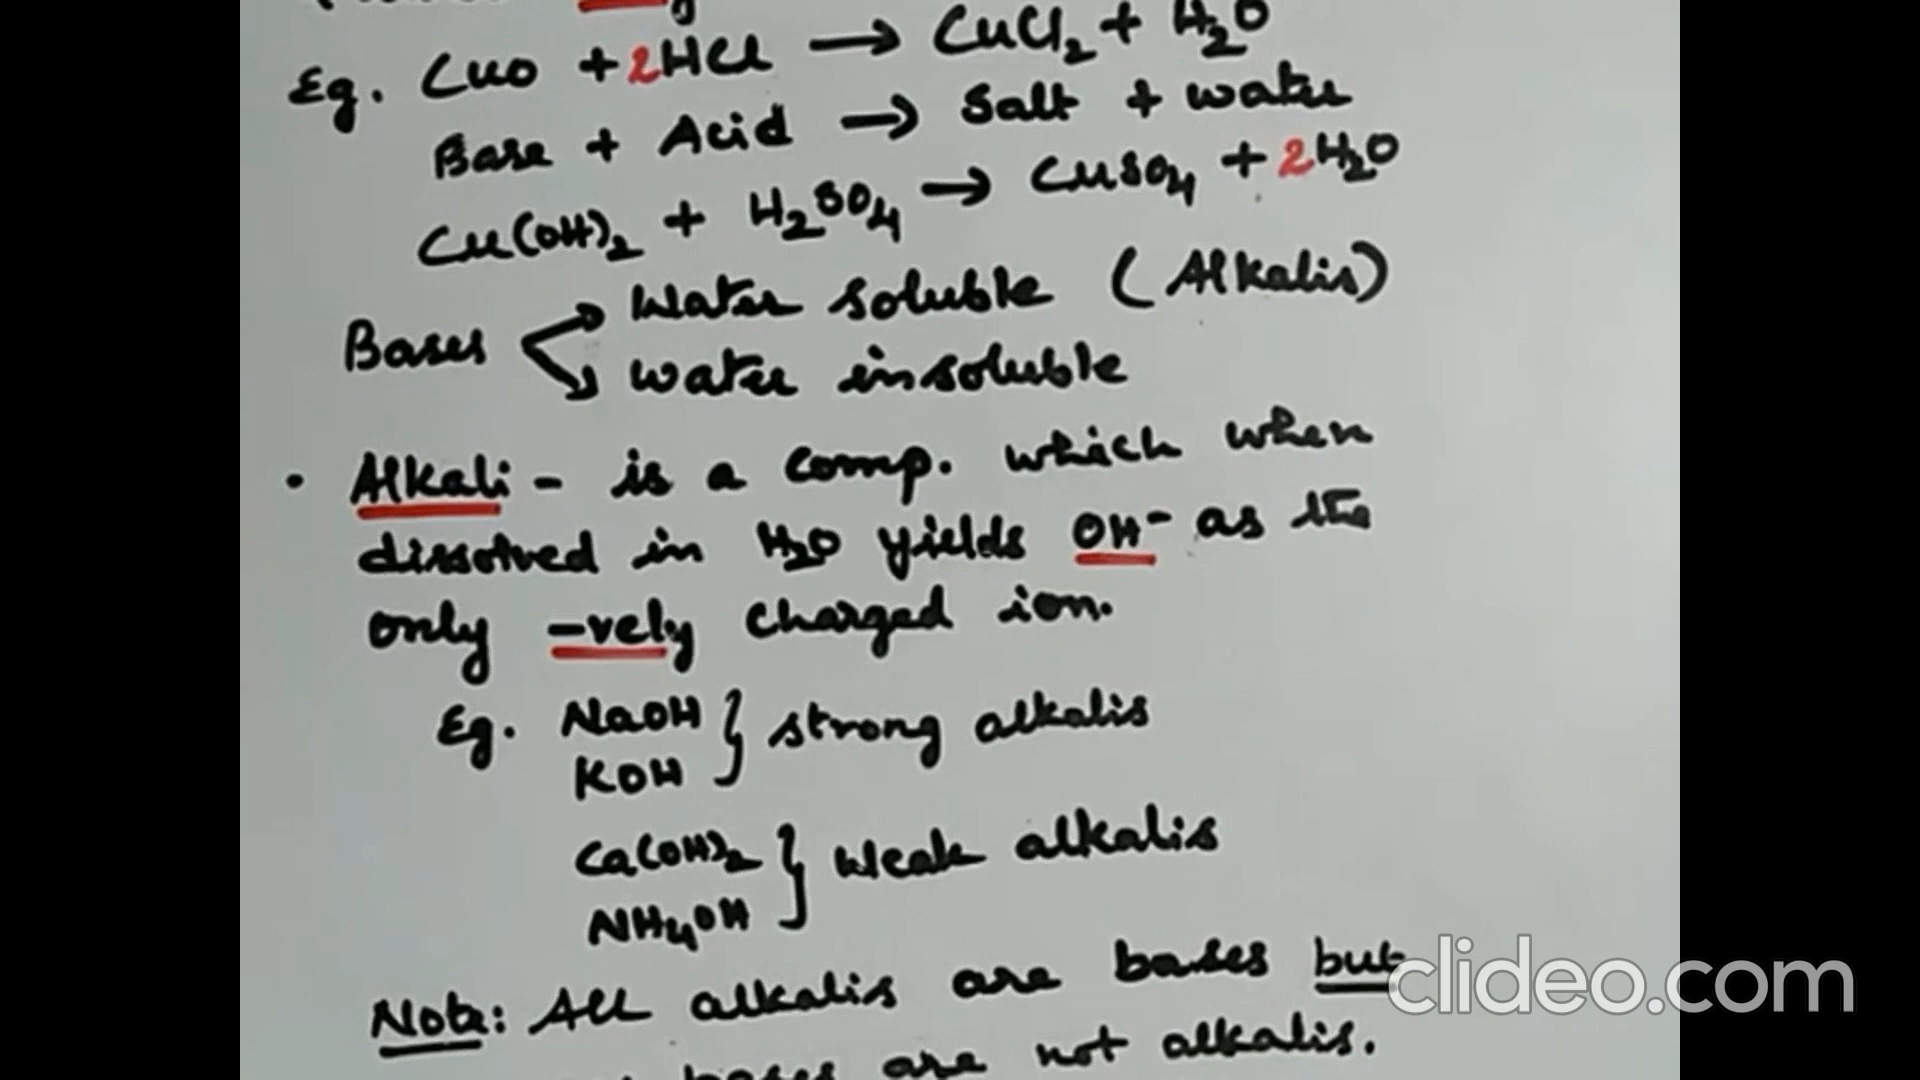 Eg. CuO + 2HCl → CuCl2 + H2O
Base + Acid → Salt + water
Cu(OH)2 + H2SO4 → CuSO4 + 2H2O
Bases
Water soluble (Alkalis)
water insoluble
• Alkali - is a comp. which when
dissolved in H2O yields OH- as the
only -vely charged ion.
Eg. NaOH } strong alkalis
KOH
Ca(OH)2 } Weak alkalis
NH4OH
Note: All alkalis are bases but
bases are not alkalis.
clideo.com